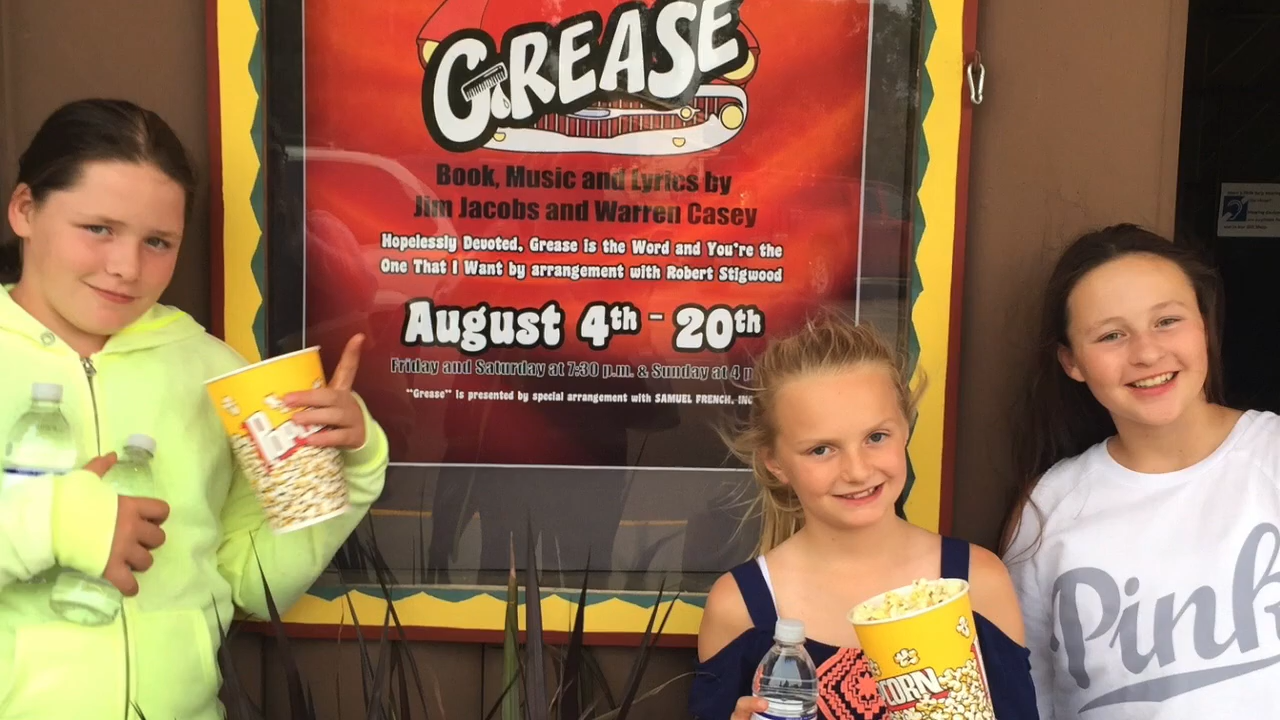 GREASE
Book, Music and Lyrics by
Jim Jacobs and Warren Casey
Hopelessly Devoted, Grease is the Word and You're the
One That I Want by arrangement with Robert Stigwood
August 4th - 20th
Friday and Saturday at 7:30 p.m. & Sunday at 4 p
"Grease" is presented by special arrangement with SAMUEL FRENCH, INC
Pop
CORN
Pink